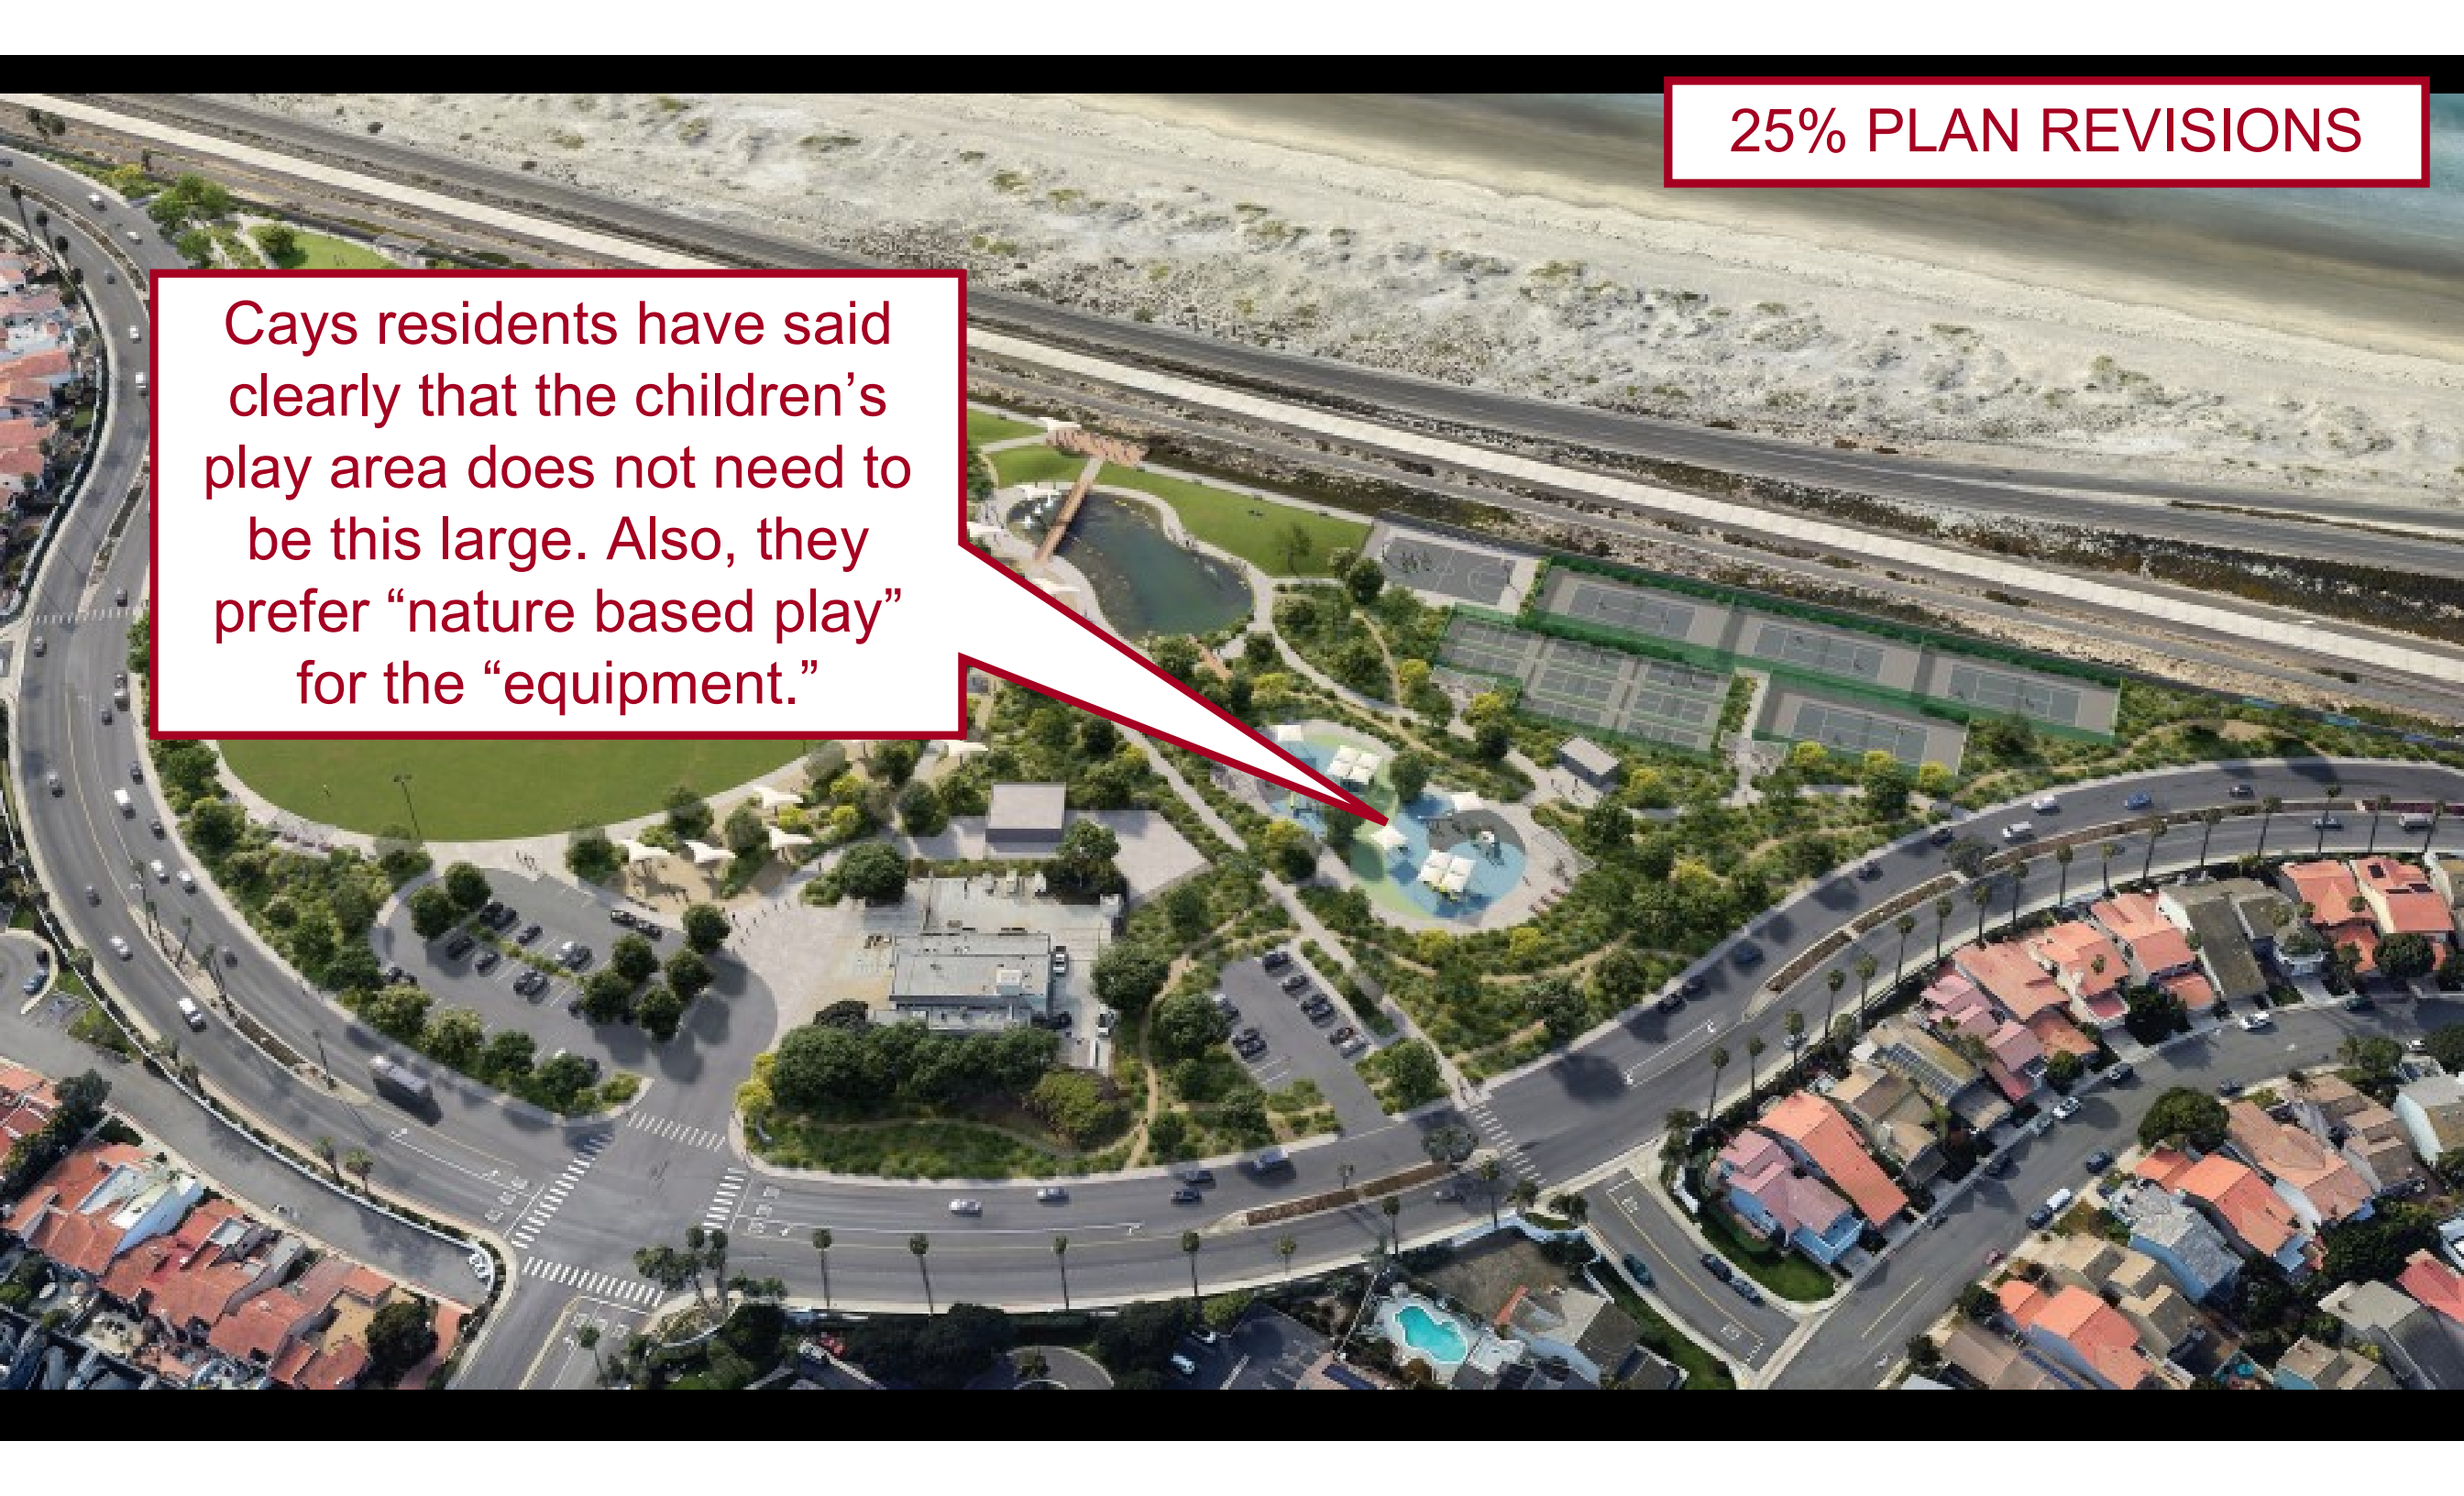 25% PLAN REVISIONS
Cays residents have said
clearly that the children’s
play area does not need to
be this large. Also, they
prefer “nature based play”
for the “equipment.”